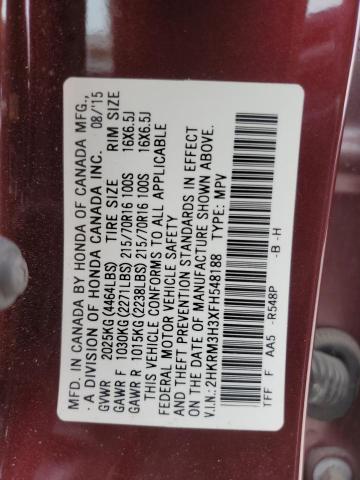 MFD. IN CANADA BY HONDA OF CANADA MFG.,
A DIVISION OF HONDA CANADA INC. 08/'15
GVWR 2025KG (4464LBS) TIRE SIZE RIM SIZE
GAWR F 1030KG (2271LBS) 215/70R16 100S 16X6.5J
GAWR R 1015KG (2238LBS) 215/70R16 100S 16X6.5J
THIS VEHICLE CONFORMS TO ALL APPLICABLE
FEDERAL MOTOR VEHICLE SAFETY
AND THEFT PREVENTION STANDARDS IN EFFECT
ON THE DATE OF MANUFACTURE SHOWN ABOVE.
V.I.N.: 2HKRM3H3XFH548188 TYPE: MPV
TFF F AA5 -R548P -B-H